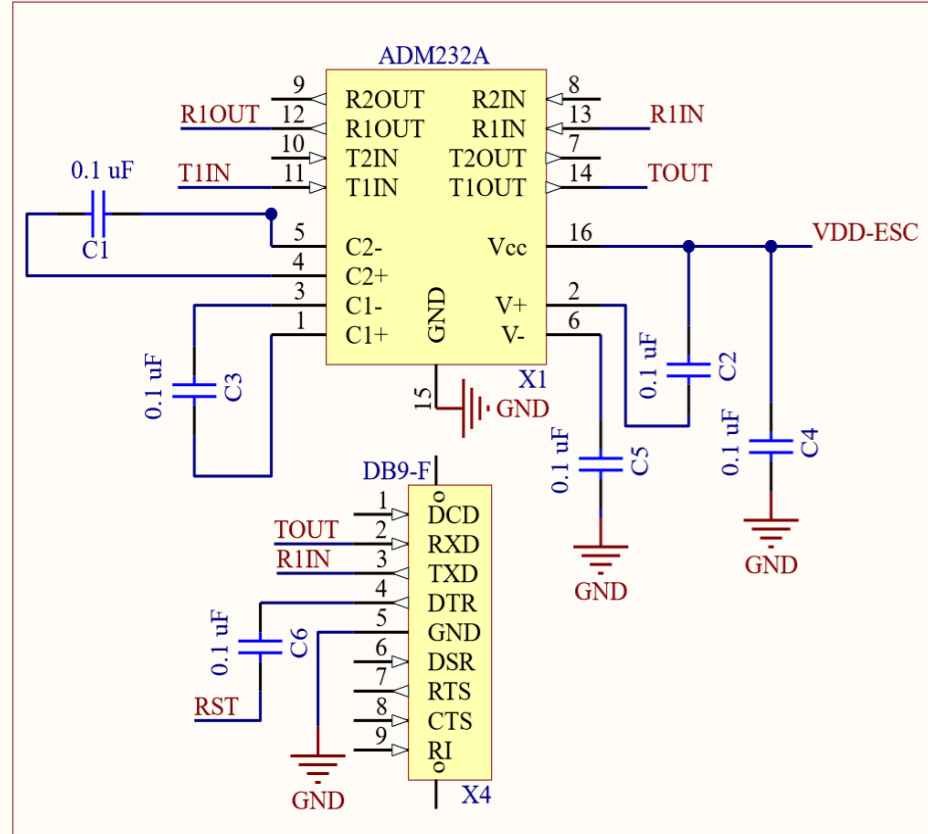 ADM232A
9 R2OUT R2IN 8
R1OUT 12 R1OUT R1IN 13 R1IN
10 T2IN T2OUT 7
T1IN 11 T1IN T1OUT 14 TOUT
0.1 uF
C1
5 C2- Vcc 16 VDD-ESC
4 C2+
3 C1- V+ 2
1 C1+ V- 6
GND
X1
15 GND
0.1 uF C3
0.1 uF C2
0.1 uF C4
0.1 uF C5
GND
GND
DB9-F
1 DCD
TOUT 2 RXD
R1IN 3 TXD
4 DTR
5 GND
6 DSR
7 RTS
8 CTS
9 RI
0.1 uF C6
RST
GND
X4